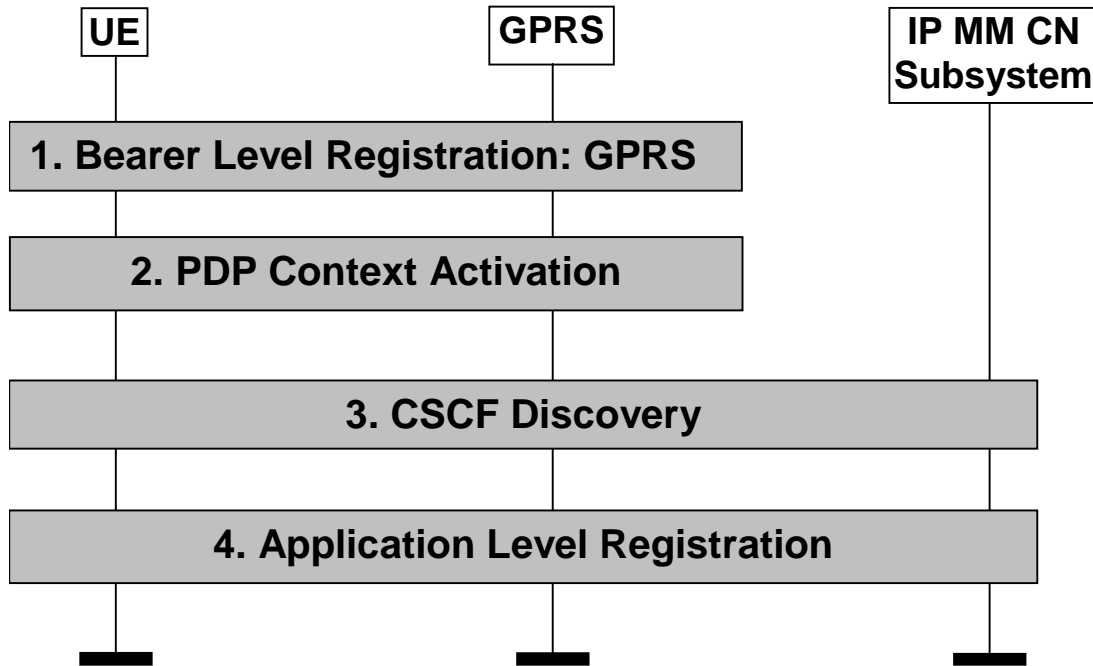 UE
GPRS
IP MM CN
Subsystem
1. Bearer Level Registration: GPRS
2. PDP Context Activation
3. CSCF Discovery
4. Application Level Registration